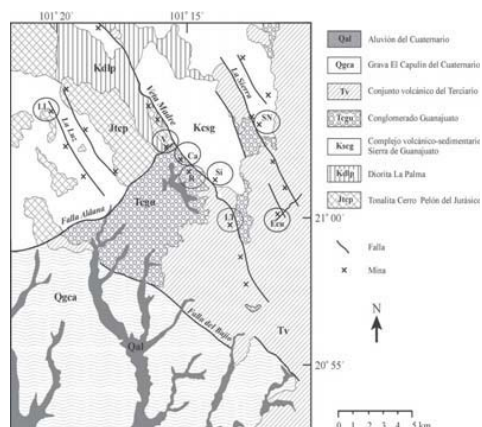 101° 20´
101° 15´
Kdlp
Jtcp
Veta Madre
Kcsg
La Sierra
LL
La Luz
SN
V
Ca
R
Si
Tcgu
Falla Aldana
LT
Ecu
21° 00´
Qgca
Falla del Bajío
Qal
Tv
20° 55´
Qal
Aluvión del Cuaternario
Qgca
Grava El Capulín del Cuaternario
Tv
Conjunto volcánico del Terciario
Tcgu
Conglomerado Guanajuato
Kscg
Complejo volcánico-sedimentario
Sierra de Guanajuato
Kdlp
Diorita La Palma
Jtcp
Tonalita Cerro Pelón del Jurásico
Falla
Mina
N
0 1 2 3 4 5 km